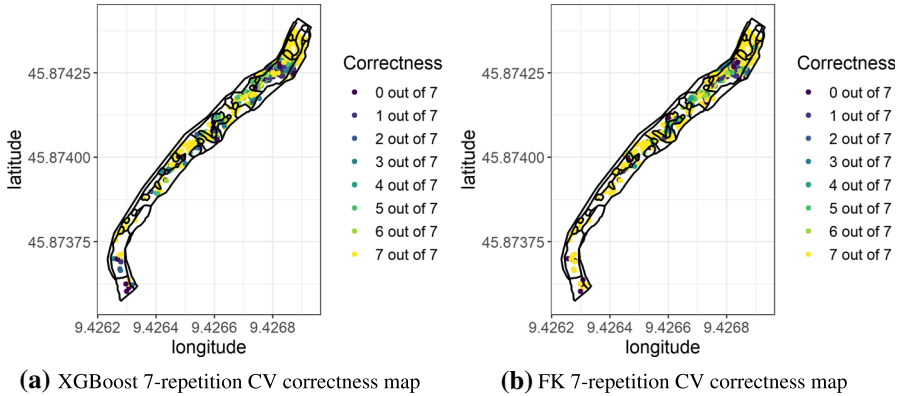 latitude
45.87425
45.87400
45.87375
9.4262 9.4264 9.4266 9.4268
longitude
Correctness
0 out of 7
1 out of 7
2 out of 7
3 out of 7
4 out of 7
5 out of 7
6 out of 7
7 out of 7
(a) XGBoost 7-repetition CV correctness map
latitude
45.87425
45.87400
45.87375
9.4262 9.4264 9.4266 9.4268
longitude
Correctness
0 out of 7
1 out of 7
2 out of 7
3 out of 7
4 out of 7
5 out of 7
6 out of 7
7 out of 7
(b) FK 7-repetition CV correctness map